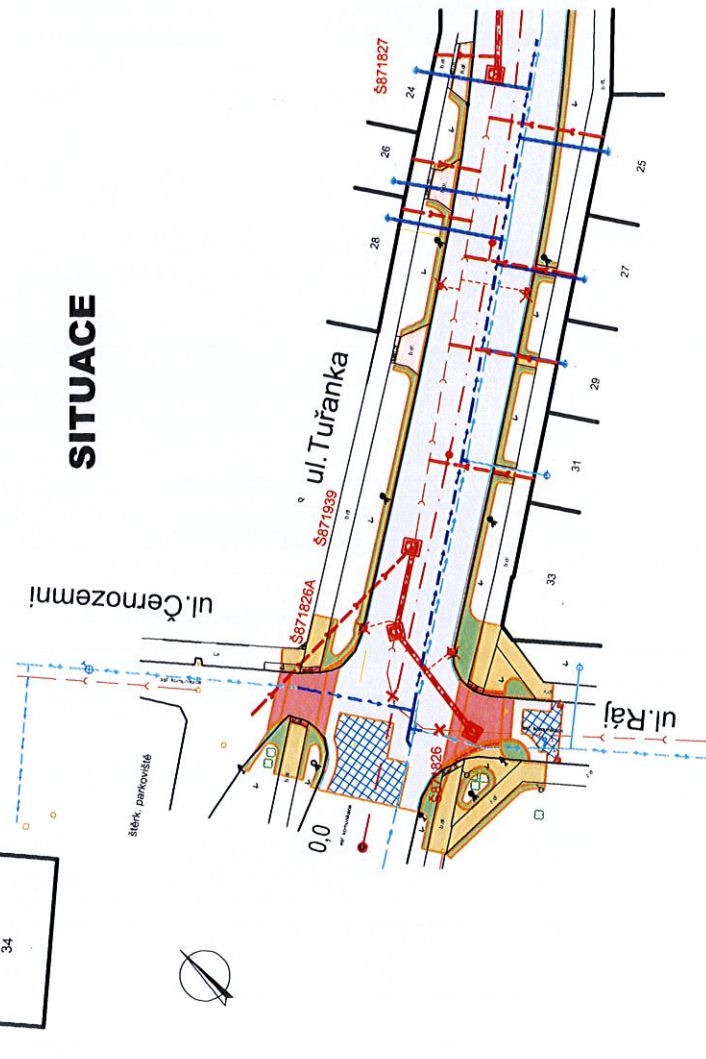 SITUACE
ul. Tuřanka
ul.Černozemní
ul.Ráj
Š871827
Š871939
Š871826A
Š871826
24
26
28
25
27
29
31
33
34
štěrk. parkoviště
0,0